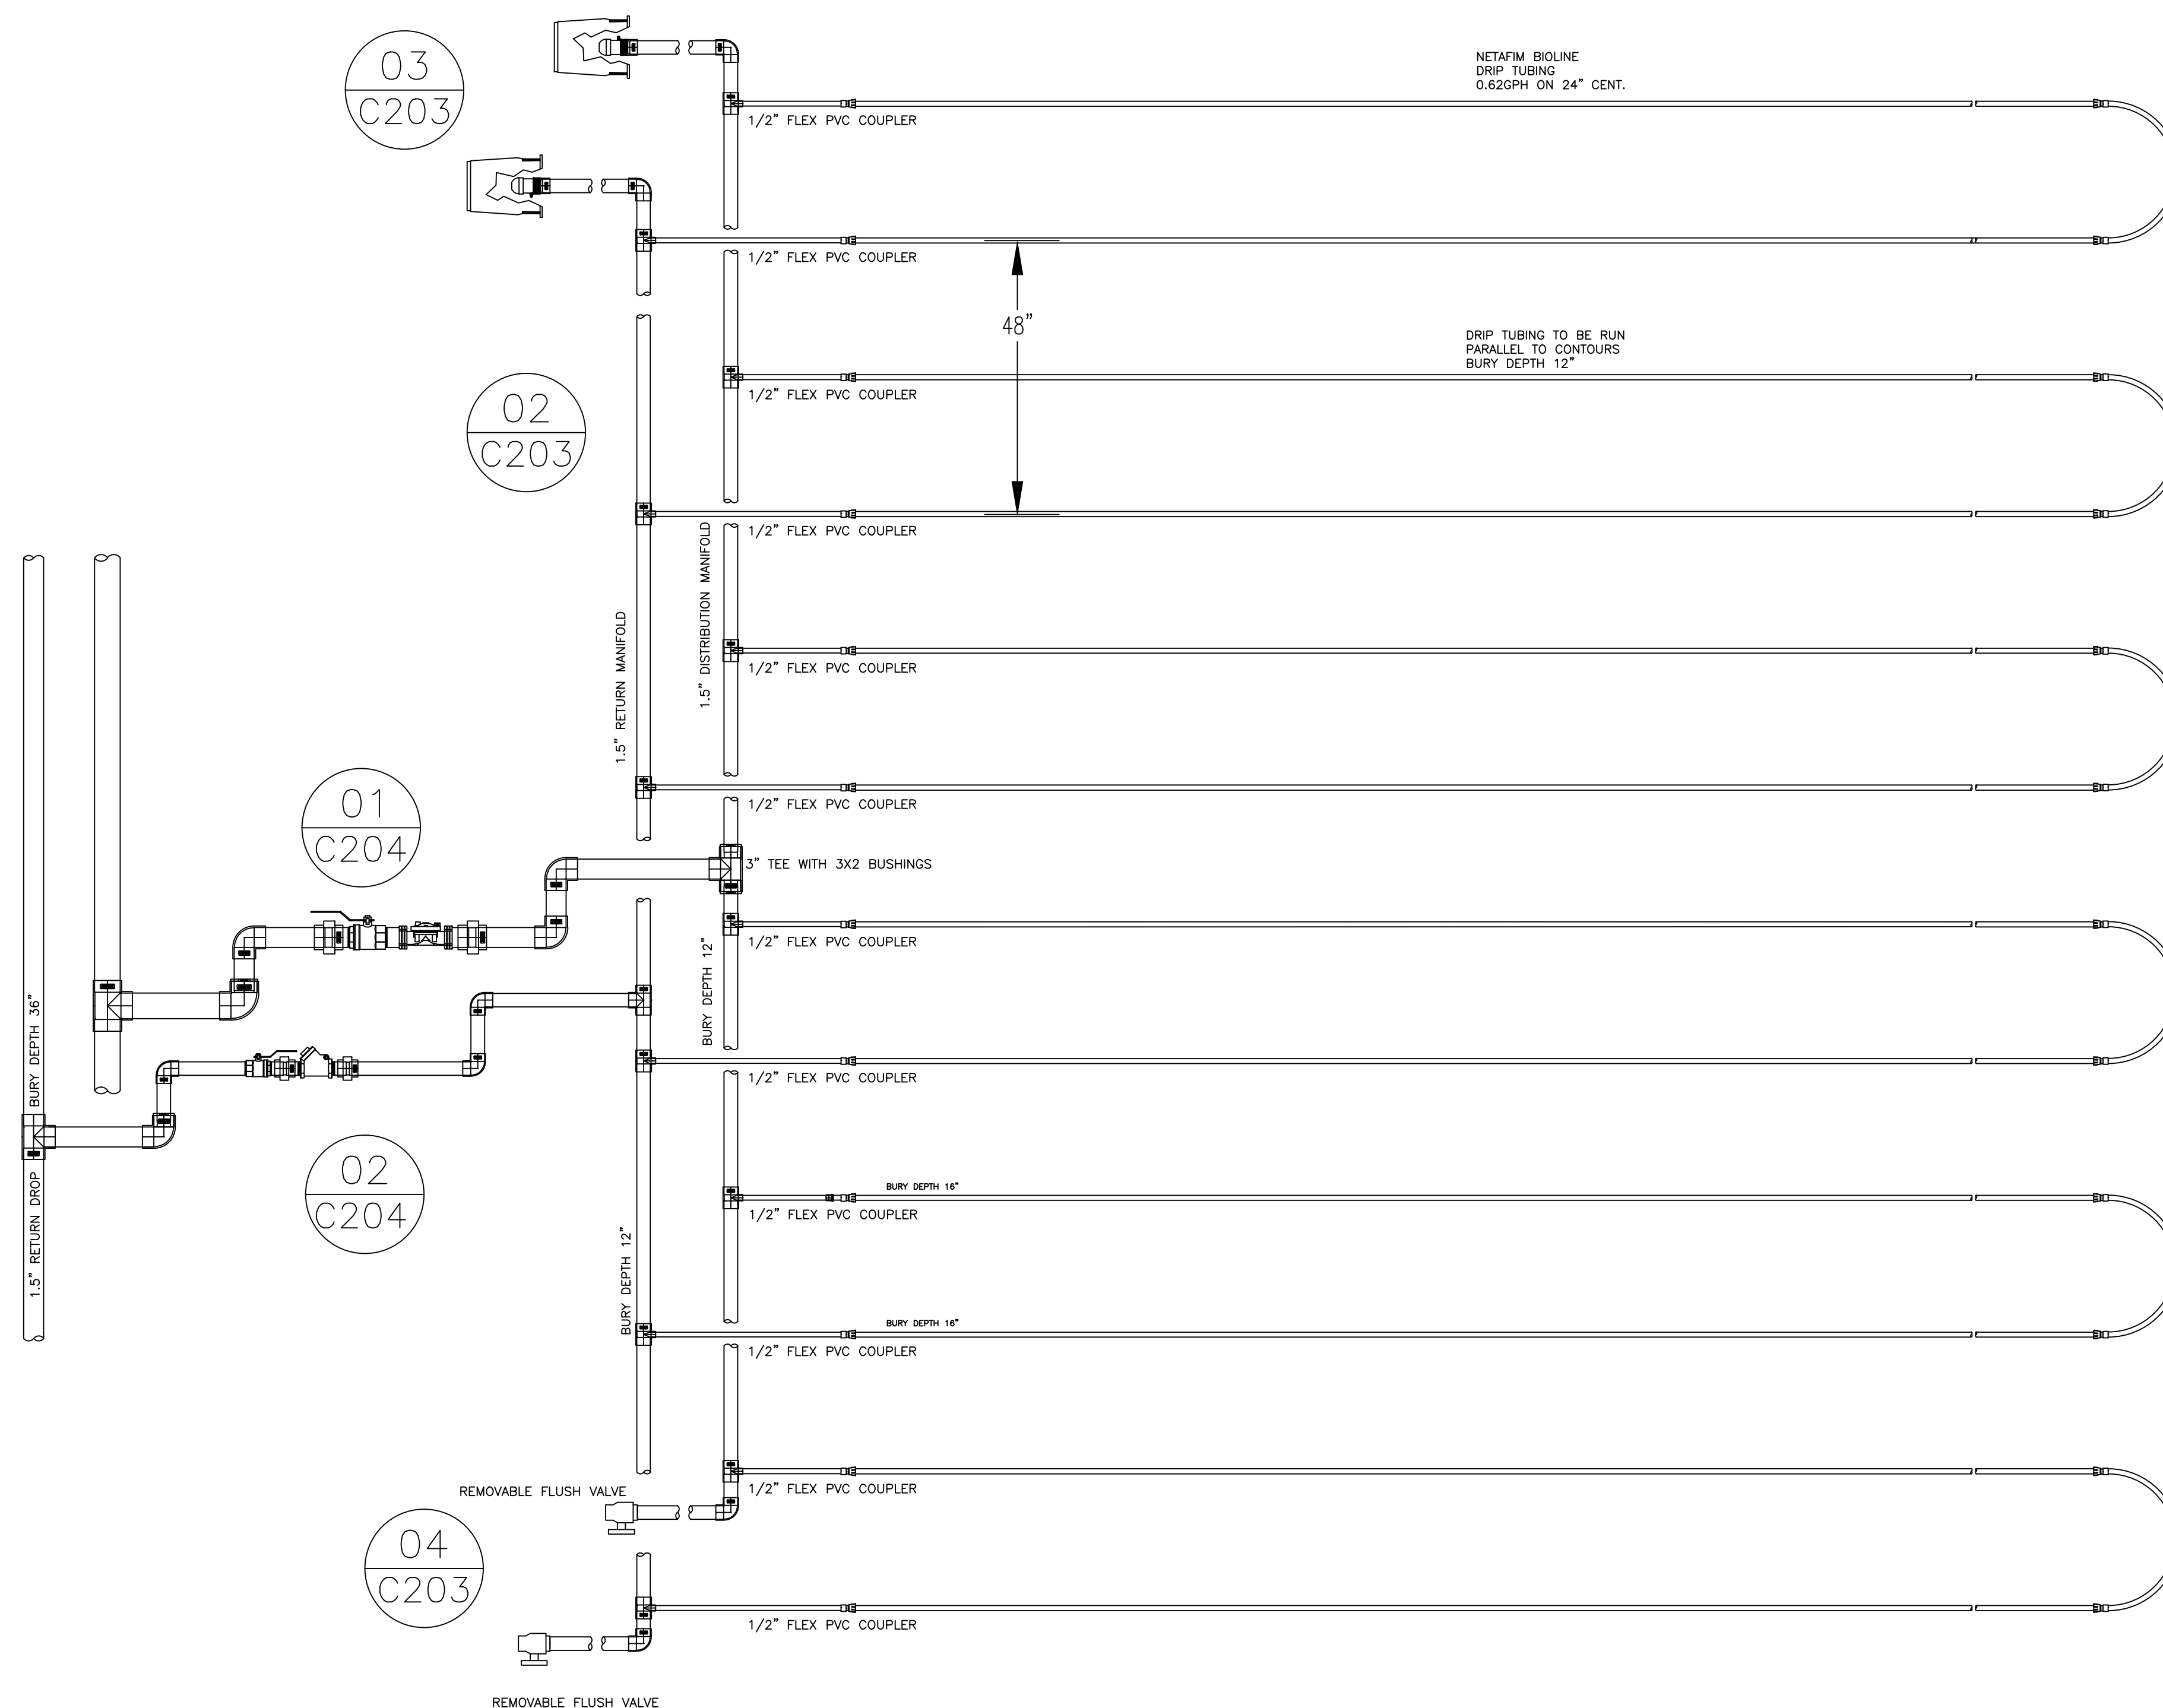 03
C203
NETAFIM BIOLINE
DRIP TUBING
0.62GPH ON 24” CENT.
1/2” FLEX PVC COUPLER
1/2” FLEX PVC COUPLER
48”
DRIP TUBING TO BE RUN
PARALLEL TO CONTOURS
BURY DEPTH 12”
02
C203
1/2” FLEX PVC COUPLER
1/2” FLEX PVC COUPLER
1.5” RETURN MANIFOLD
1.5” DISTRIBUTION MANIFOLD
1/2” FLEX PVC COUPLER
01
C204
1/2” FLEX PVC COUPLER
3” TEE WITH 3X2 BUSHINGS
1/2” FLEX PVC COUPLER
BURY DEPTH 12”
BURY DEPTH 36”
1/2” FLEX PVC COUPLER
02
C204
1.5” RETURN DROP
BURY DEPTH 16”
1/2” FLEX PVC COUPLER
BURY DEPTH 12”
BURY DEPTH 16”
1/2” FLEX PVC COUPLER
REMOVABLE FLUSH VALVE
1/2” FLEX PVC COUPLER
04
C203
1/2” FLEX PVC COUPLER
REMOVABLE FLUSH VALVE